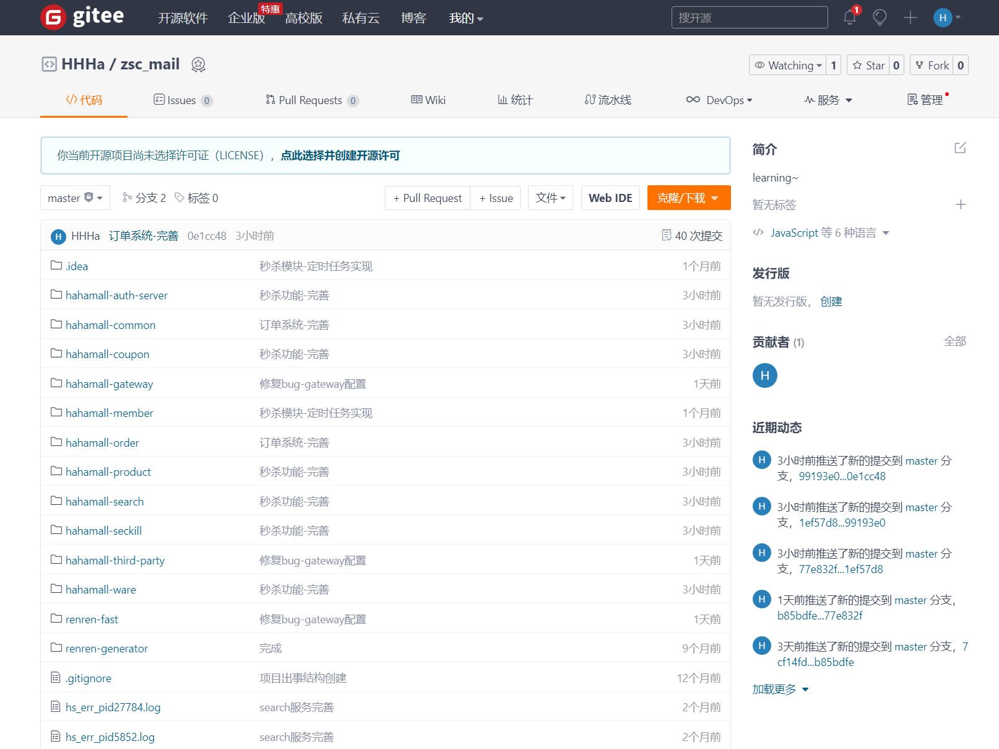 gitee 开源软件 企业版 特惠 高校版 私有云 博客 我的 搜开源 1 H
HHHa / zsc_mail Watching 1 Star 0 Fork 0
代码 Issues 0 Pull Requests 0 Wiki 统计 流水线 DevOps 服务 管理
你当前开源项目尚未选择许可证（LICENSE），点此选择并创建开源许可
master 分支 2 标签 0 + Pull Request + Issue 文件 Web IDE 克隆/下载
H HHHa 订单系统-完善 0e1cc48 3小时前 40 次提交
.idea 秒杀模块-定时任务实现 1个月前
hahamall-auth-server 秒杀功能-完善 3小时前
hahamall-common 订单系统-完善 3小时前
hahamall-coupon 秒杀功能-完善 3小时前
hahamall-gateway 修复bug-gateway配置 1天前
hahamall-member 秒杀模块-定时任务实现 1个月前
hahamall-order 订单系统-完善 3小时前
hahamall-product 秒杀功能-完善 3小时前
hahamall-search 秒杀功能-完善 3小时前
hahamall-seckill 秒杀功能-完善 3小时前
hahamall-third-party 修复bug-gateway配置 1天前
hahamall-ware 秒杀功能-完善 3小时前
renren-fast 修复bug-gateway配置 1天前
renren-generator 完成 9个月前
.gitignore 项目出事结构创建 12个月前
hs_err_pid27784.log search服务完善 2个月前
hs_err_pid5852.log search服务完善 2个月前
简介
learning~
暂无标签
JavaScript 等 6 种语言
发行版
暂无发行版， 创建
贡献者 (1) 全部
H
近期动态
H 3小时前推送了新的提交到 master 分
支，99193e0...0e1cc48
H 3小时前推送了新的提交到 master 分
支，1ef57d8...99193e0
H 3小时前推送了新的提交到 master 分
支，77e832f...1ef57d8
H 1天前推送了新的提交到 master 分支，
b85bdfe...77e832f
H 3天前推送了新的提交到 master 分支，7
cf14fd...b85bdfe
加载更多